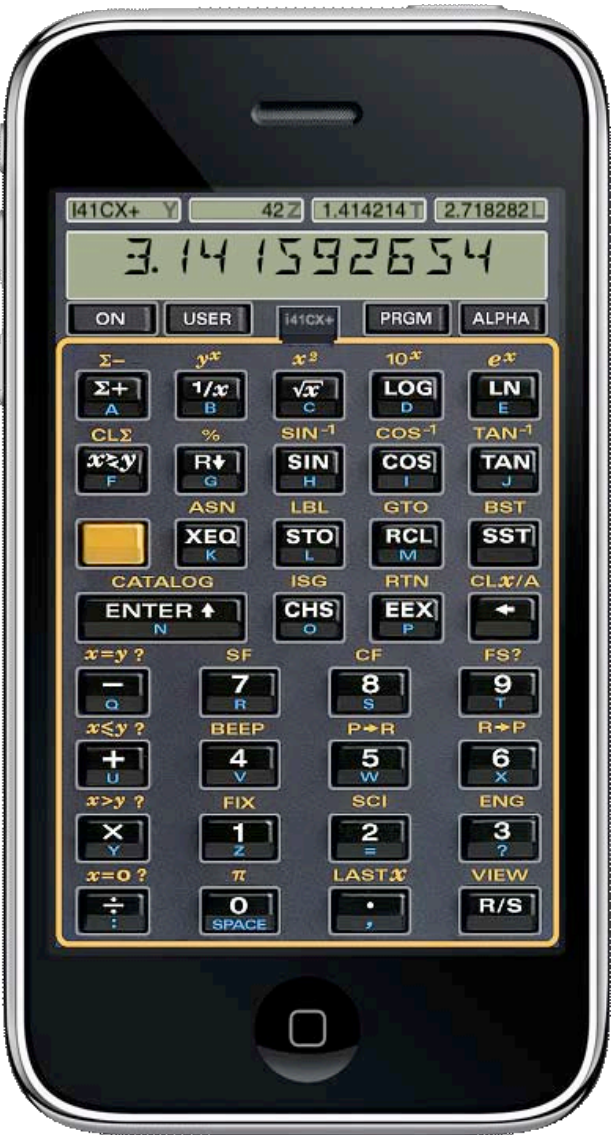 I41CX+ Y 42 Z 1.414214 T 2.718282 L
3.141592654
ON USER i41CX+ PRGM ALPHA
Σ− yˣ x² 10ˣ eˣ
Σ+ 1/x √x LOG LN
A B C D E
CLΣ % SIN⁻¹ COS⁻¹ TAN⁻¹
x≷y R↓ SIN COS TAN
F G H I J
ASN LBL GTO BST
XEQ STO RCL SST
K L M
CATALOG ISG RTN CLx/A
ENTER↑ CHS EEX ←
N O P
x=y? SF CF FS?
− 7 8 9
Q R S T
x≤y? BEEP P→R R→P
+ 4 5 6
U V W X
x>y? FIX SCI ENG
× 1 2 3
Y Z = ?
x=0? π LASTx VIEW
÷ 0 . R/S
: SPACE ,